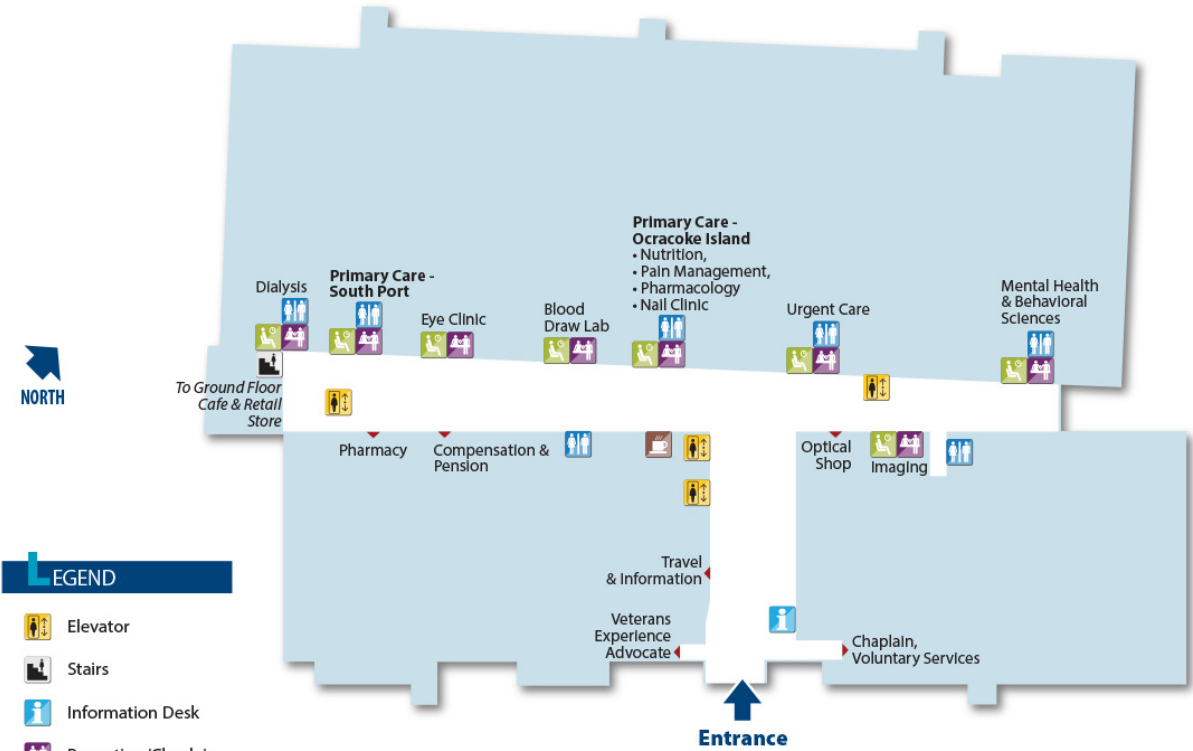 Primary Care -
Ocracoke Island
• Nutrition,
• Pain Management,
• Pharmacology
• Nail Clinic
Dialysis
Primary Care -
South Port
Eye Clinic
Blood
Draw Lab
Urgent Care
Mental Health
& Behavioral
Sciences
NORTH
To Ground Floor
Cafe & Retail
Store
Pharmacy
Compensation &
Pension
Optical
Shop
Imaging
Travel
& Information
Veterans
Experience
Advocate
Chaplain,
Voluntary Services
Entrance
LEGEND
Elevator
Stairs
Information Desk